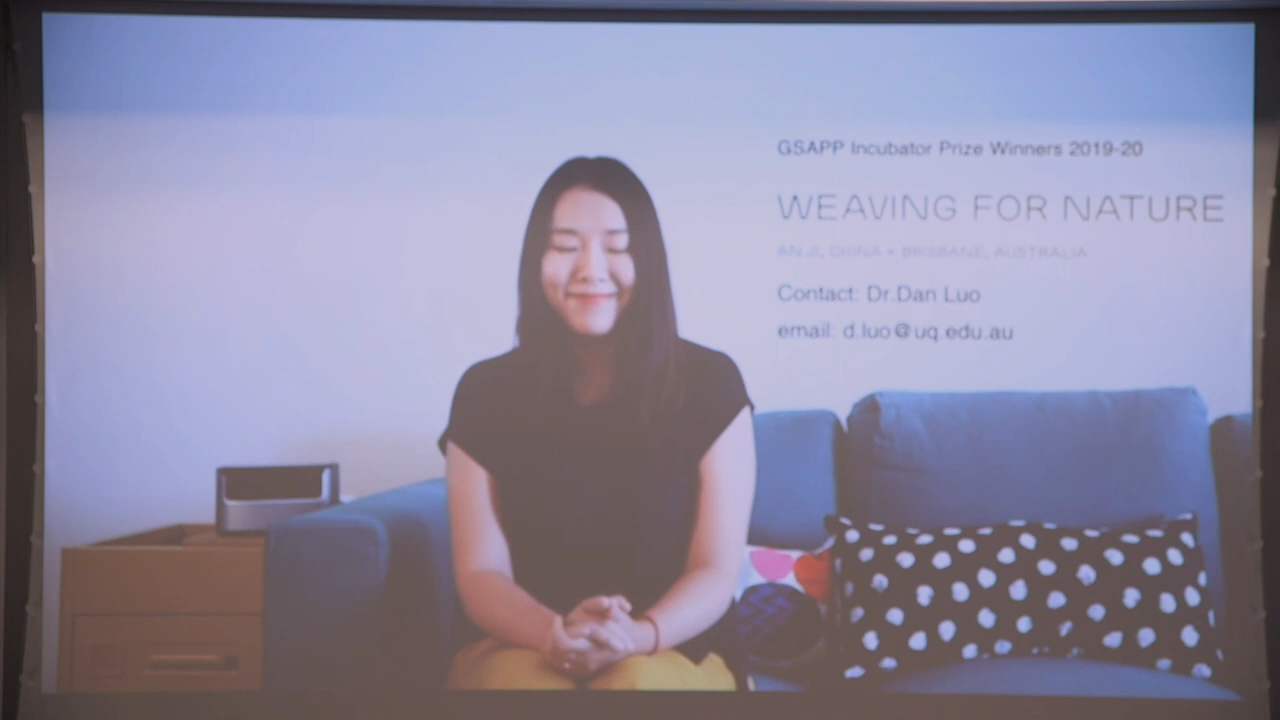 GSAPP Incubator Prize Winners 2019-20
WEAVING FOR NATURE
AN JI, CHINA + BRISBANE, AUSTRALIA
Contact: Dr.Dan Luo
email: d.luo@uq.edu.au